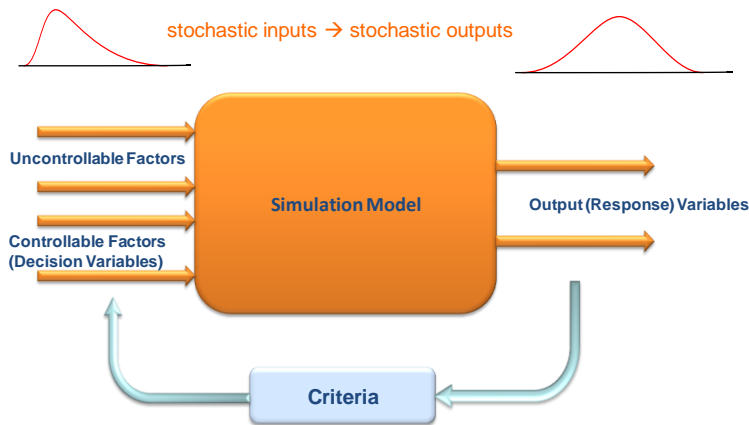 stochastic inputs → stochastic outputs
Uncontrollable Factors
Simulation Model
Output (Response) Variables
Controllable Factors
(Decision Variables)
Criteria